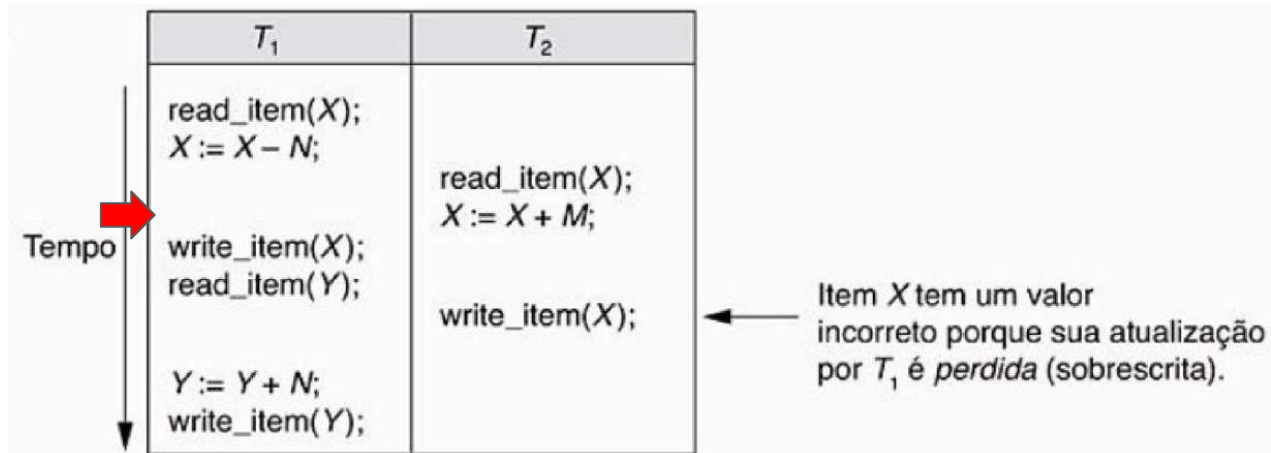 T₁ T₂
read_item(X);
X := X – N;
read_item(X);
X := X + M;
Tempo
write_item(X);
read_item(Y);
write_item(X);
Item X tem um valor
incorreto porque sua atualização
por T₁ é perdida (sobrescrita).
Y := Y + N;
write_item(Y);